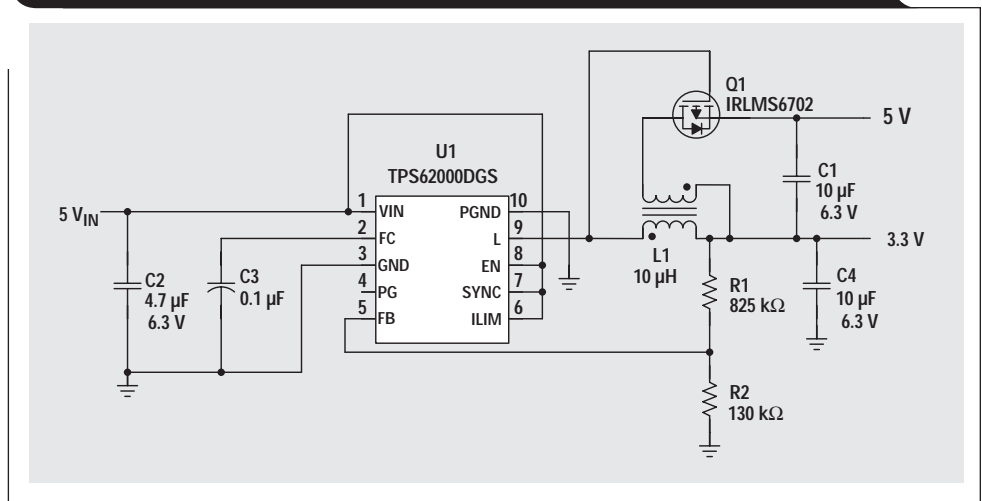 Q1
IRLMS6702
5 V
U1
TPS62000DGS
C1
10 µF
6.3 V
5 VIN
1
VIN
PGND
10
2
FC
L
9
3
GND
EN
8
4
PG
SYNC
7
5
FB
ILIM
6
3.3 V
L1
10 µH
C2
4.7 µF
6.3 V
C3
0.1 µF
R1
825 kΩ
C4
10 µF
6.3 V
R2
130 kΩ